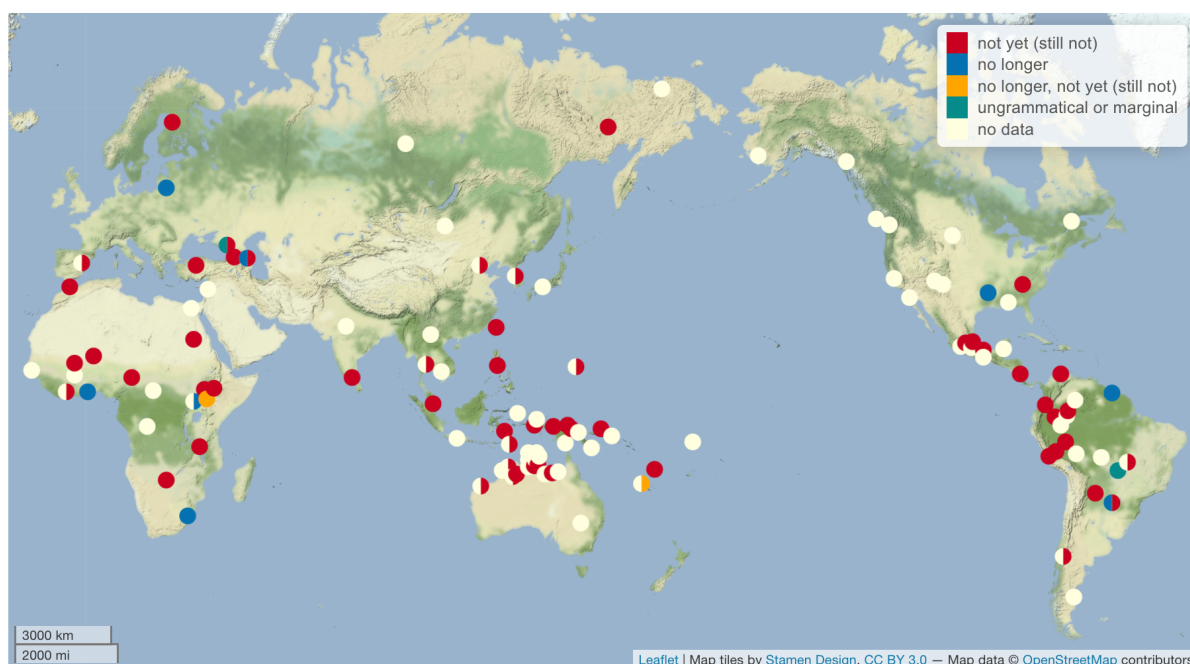 not yet (still not)
no longer
no longer, not yet (still not)
ungrammatical or marginal
no data
3000 km
2000 mi
Leaflet | Map tiles by Stamen Design, CC BY 3.0 — Map data © OpenStreetMap contributors